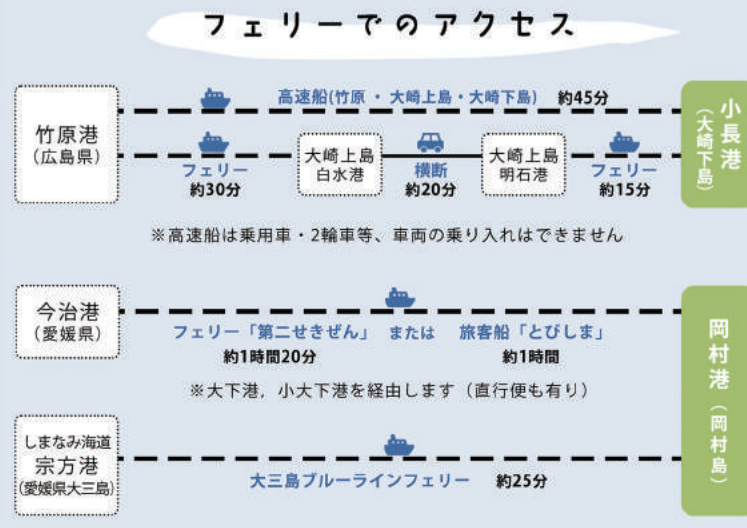 フェリーでのアクセス
高速船(竹原・大崎上島・大崎下島) 約45分
竹原港
(広島県)
フェリー
約30分
大崎上島
白水港
横断
約20分
大崎上島
明石港
フェリー
約15分
小長港
(大崎下島)
※高速船は乗用車・2輪車等、車両の乗り入れはできません
今治港
(愛媛県)
フェリー「第二せきぜん」 または 旅客船「とびしま」
約1時間20分 約1時間
※大下港，小大下港を経由します（直行便も有り）
岡村港
(岡村島)
しまなみ海道
宗方港
(愛媛県大三島)
大三島ブルーラインフェリー 約25分